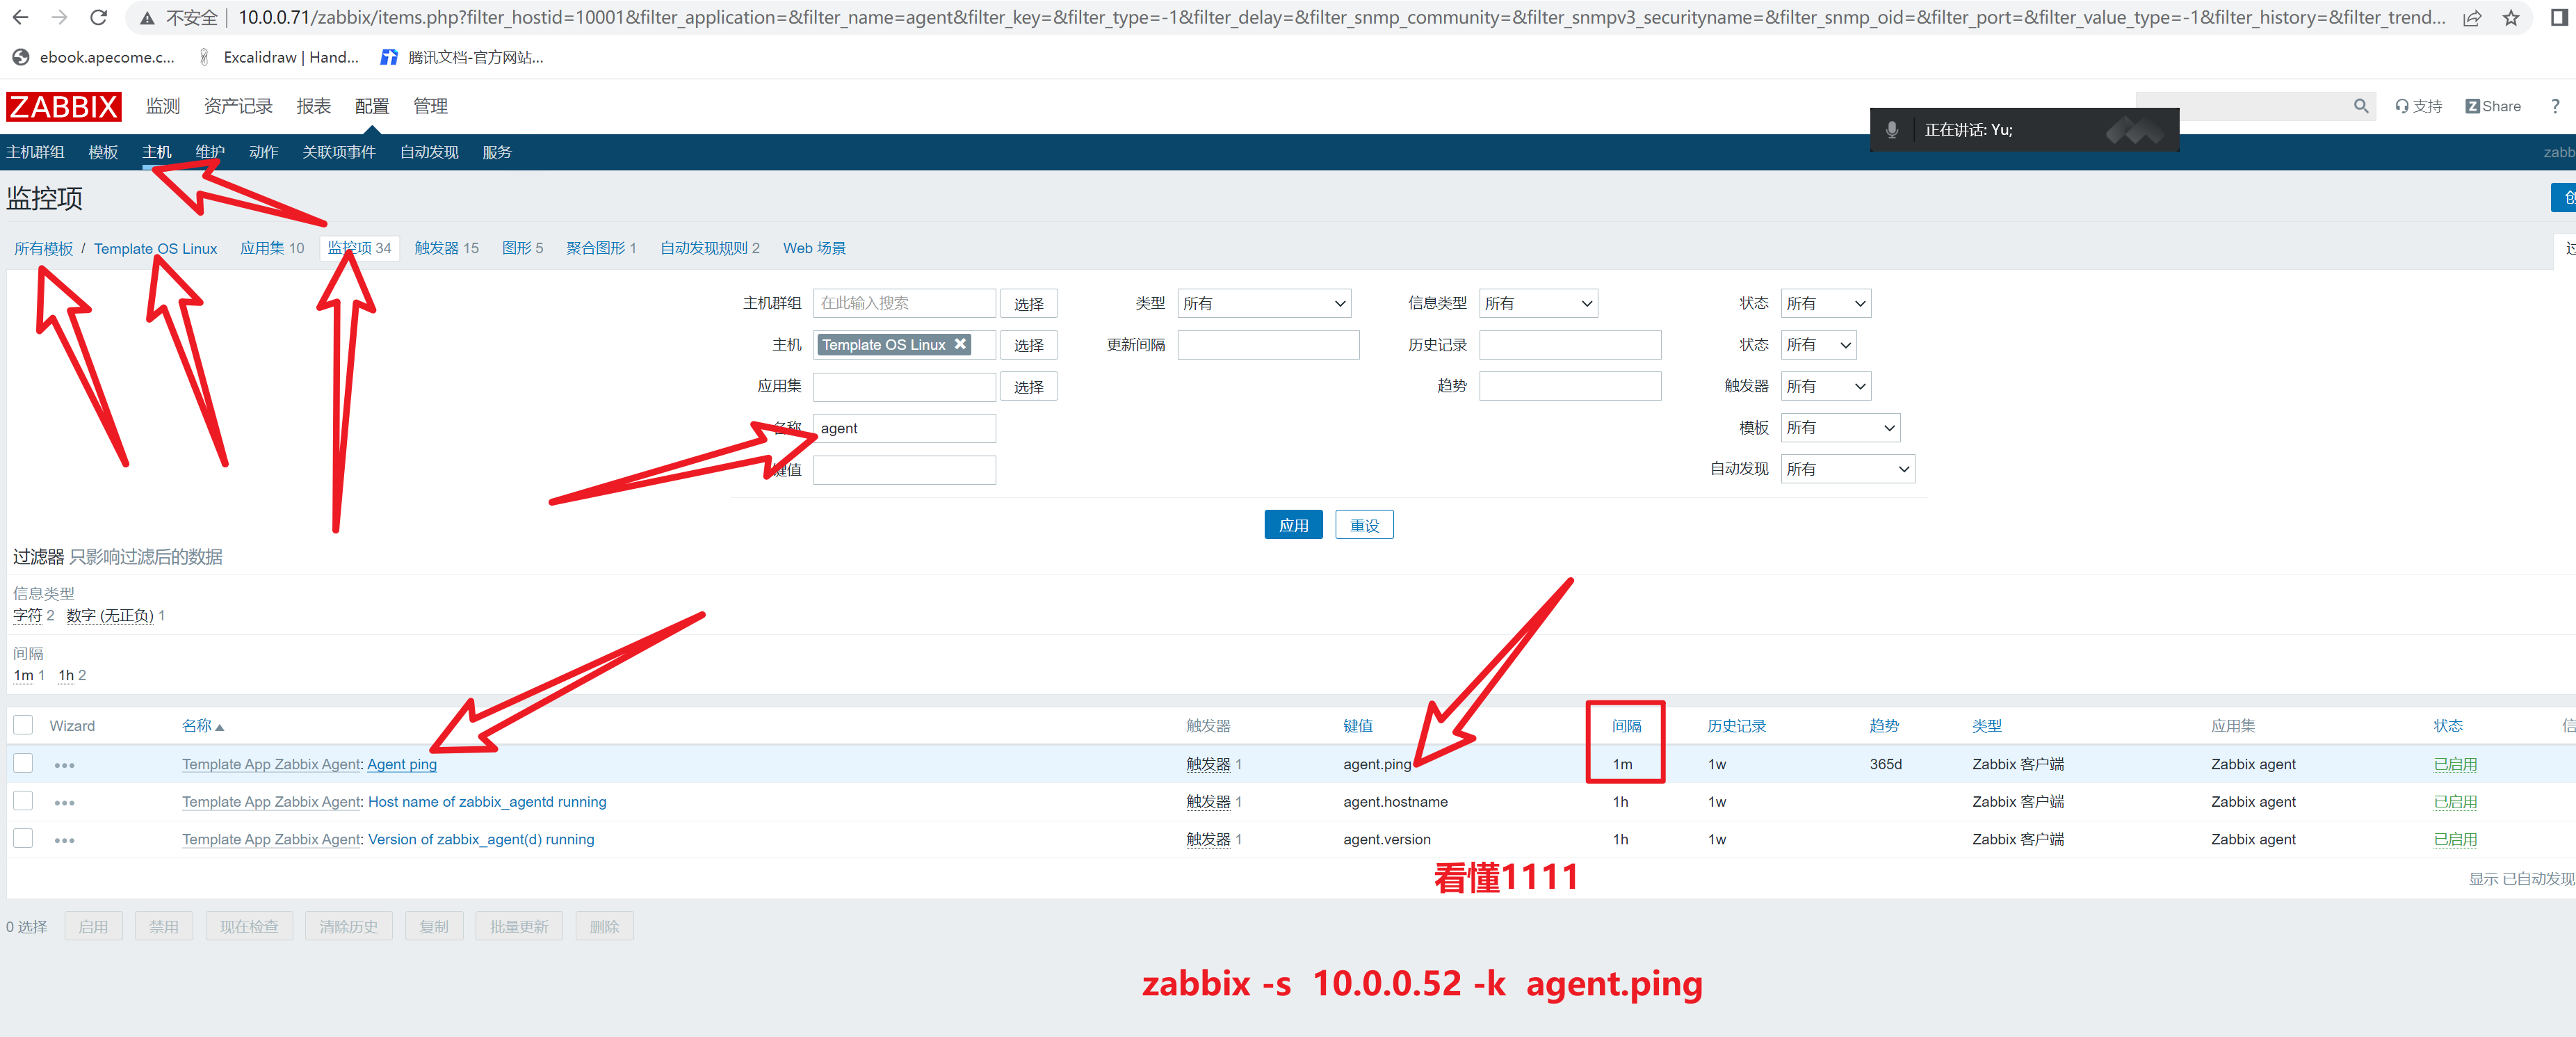 不安全 | 10.0.0.71/zabbix/items.php?filter_hostid=10001&filter_application=&filter_name=agent&filter_key=&filter_type=-1&filter_delay=&filter_snmp_community=&filter_snmpv3_securityname=&filter_snmp_oid=&filter_port=&filter_value_type=-1&filter_history=&filter_trend...
ebook.apecome.c... Excalidraw | Hand... 腾讯文档-官方网站...
ZABBIX 监测 资产记录 报表 配置 管理 支持 Z Share ?
正在讲话: Yu;
主机群组 模板 主机 维护 动作 关联项事件 自动发现 服务 zabb
监控项
所有模板 / Template OS Linux 应用集 10 监控项 34 触发器 15 图形 5 聚合图形 1 自动发现规则 2 Web 场景
主机群组 在此输入搜索 选择 类型 所有 信息类型 所有 状态 所有
主机 Template OS Linux 选择 更新间隔 历史记录 状态 所有
应用集 选择 趋势 触发器 所有
名称 agent 模板 所有
键值 自动发现 所有
应用 重设
过滤器 只影响过滤后的数据
信息类型
字符 2 数字 (无正负) 1
间隔
1m 1 1h 2
Wizard 名称 触发器 键值 间隔 历史记录 趋势 类型 应用集 状态
Template App Zabbix Agent: Agent ping 触发器 1 agent.ping 1m 1w 365d Zabbix 客户端 Zabbix agent 已启用
Template App Zabbix Agent: Host name of zabbix_agentd running 触发器 1 agent.hostname 1h 1w Zabbix 客户端 Zabbix agent 已启用
Template App Zabbix Agent: Version of zabbix_agent(d) running 触发器 1 agent.version 1h 1w Zabbix 客户端 Zabbix agent 已启用
看懂1111
显示 已自动发现
0 选择 启用 禁用 现在检查 清除历史 复制 批量更新 删除
zabbix -s 10.0.0.52 -k agent.ping